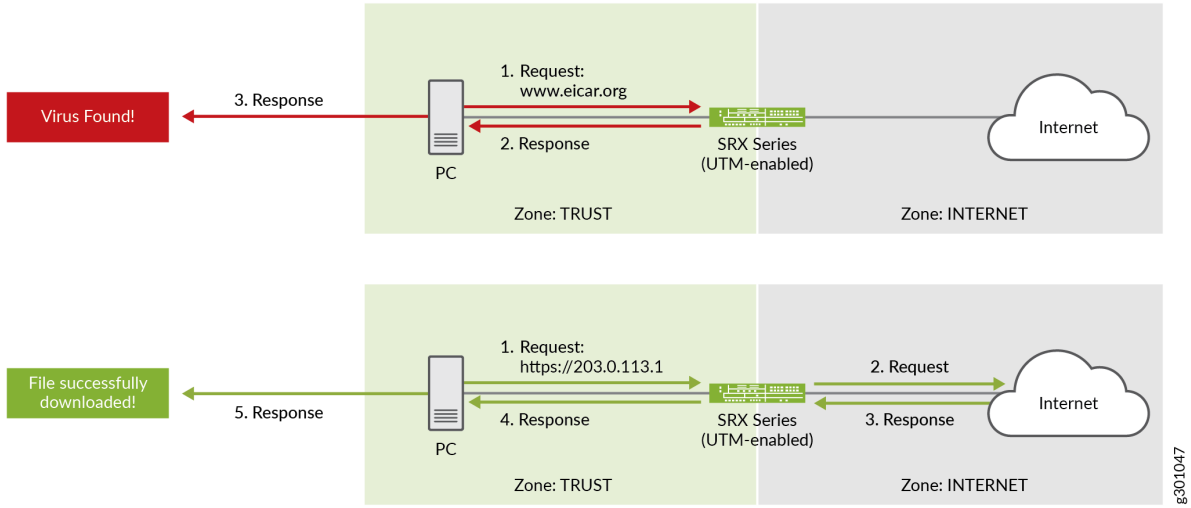 1. Request:
www.eicar.org
3. Response
Virus Found!
2. Response
SRX Series
(UTM-enabled)
Internet
PC
Zone: TRUST
Zone: INTERNET
1. Request:
https://203.0.113.1
2. Request
File successfully
downloaded!
5. Response
4. Response
3. Response
SRX Series
(UTM-enabled)
Internet
PC
Zone: TRUST
Zone: INTERNET
g301047